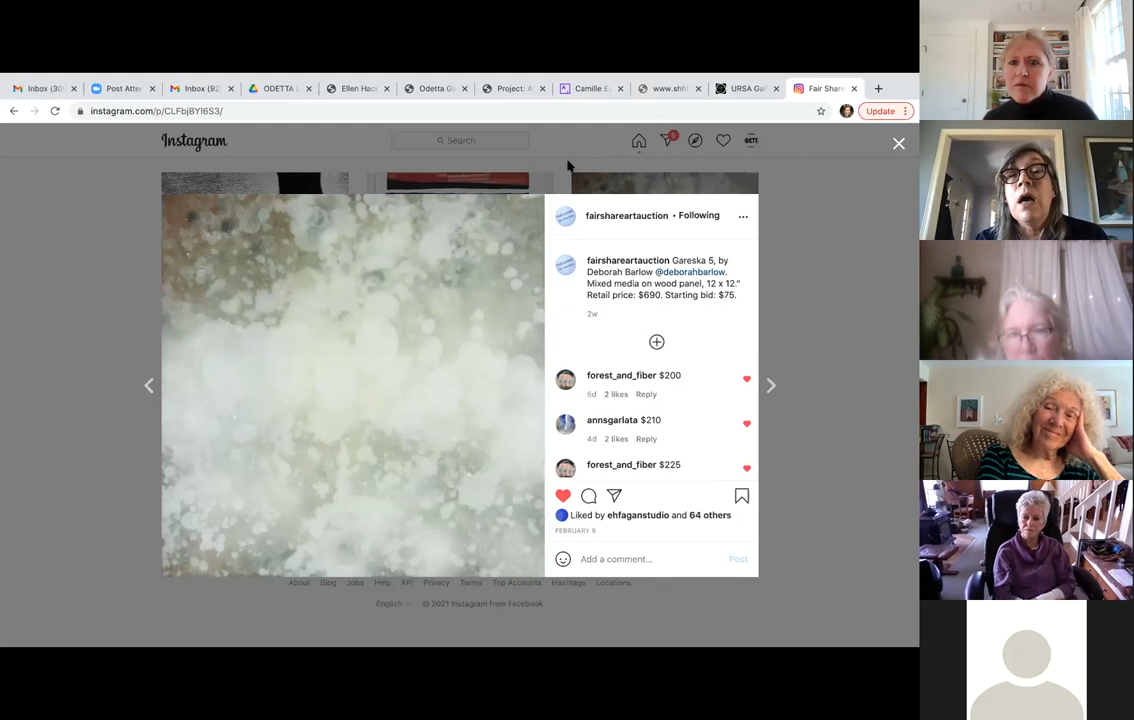 Inbox (30
Post Atte
Inbox (92
ODETTA
Ellen Hac
Odetta G
Project: A
Camille E
www.shh
URSA Gal
Fair Share
instagram.com/p/CLFbjBYI6S3/
Update
Instagram
Search
5
fairshareartauction • Following
fairshareartauction Gareska 5, by
Deborah Barlow @deborahbarlow.
Mixed media on wood panel, 12 x 12."
Retail price: $690. Starting bid: $75.
2w
forest_and_fiber $200
5d 2 likes Reply
annsgarlata $210
4d 2 likes Reply
forest_and_fiber $225
Liked by ehfaganstudio and 64 others
FEBRUARY 9
Add a comment... Post
About Blog Jobs Help API Privacy Terms Top Accounts Hashtags Locations
English © 2021 Instagram from Facebook